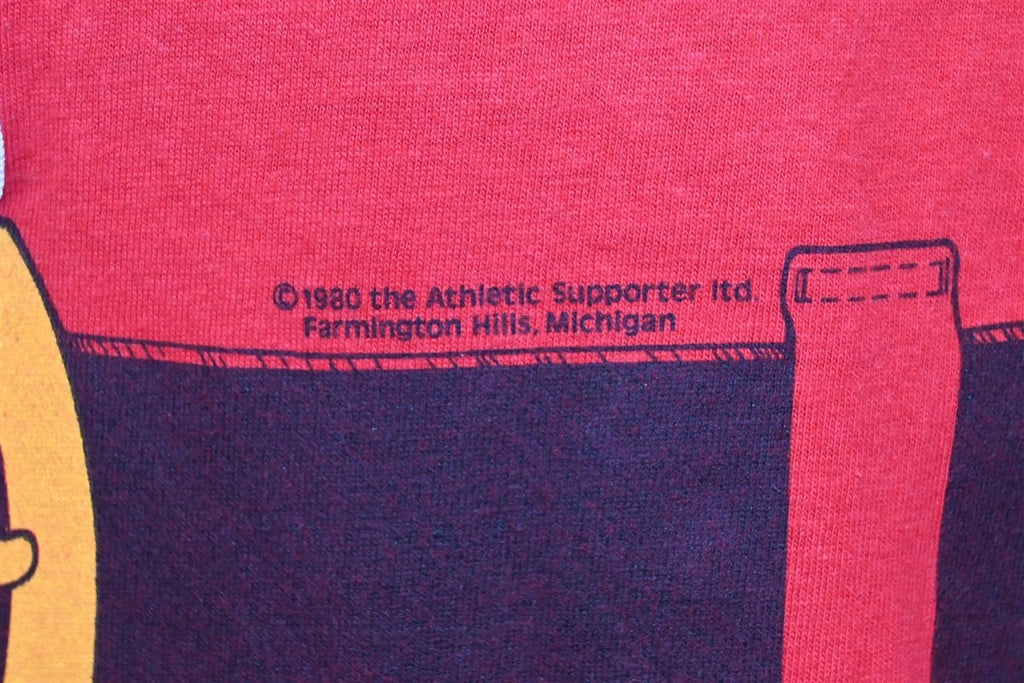 ©1980 the Athletic Supporter ltd.
Farmington Hills, Michigan